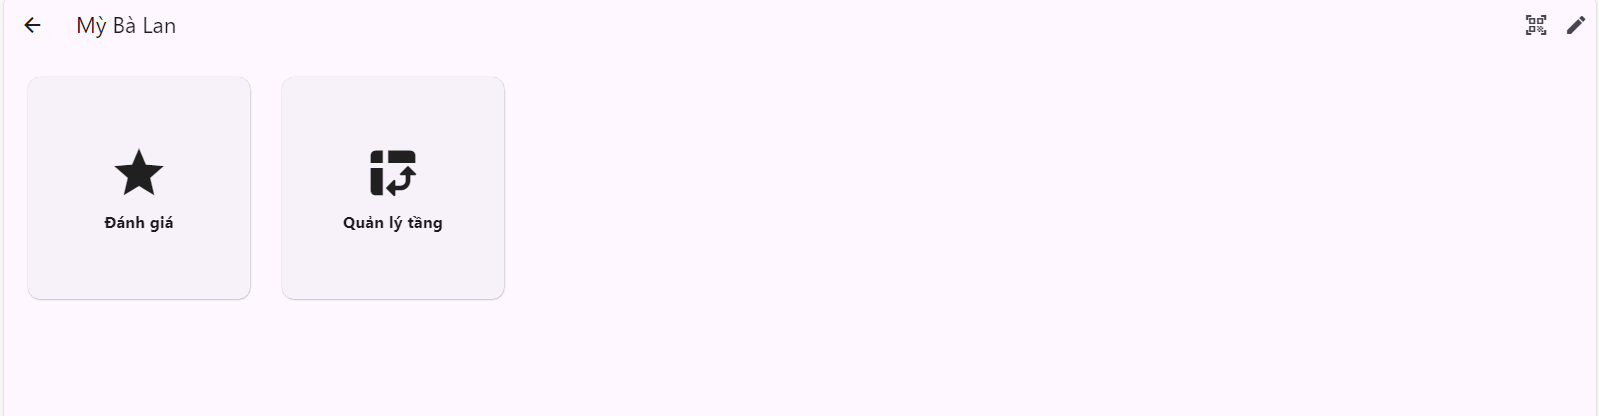 Mỳ Bà Lan
Đánh giá
Quản lý tầng